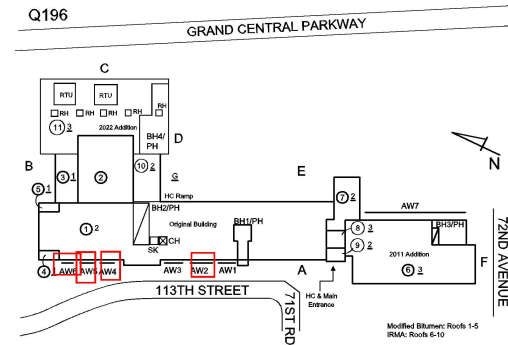 Q196
GRAND CENTRAL PARKWAY
C
RTU RTU
RH RH RH RH RH RH
11 3
2022 Addition
BH4/
PH
D
B
3 1
2
10 2
G
E
HC Ramp
5 1
7 2
AW7
BH2/PH
1 2
Original Building
BH1/PH
8 3
BH3/PH
CH
SK
9 2
2011 Addition
4
AW6 AW5 AW4
AW3 AW2 AW1
A
6 3
F
N
113TH STREET
71ST RD
HC & Main
Entrance
72ND AVENUE
Modified Bitumen: Roofs 1-5
IRMA: Roofs 6-10